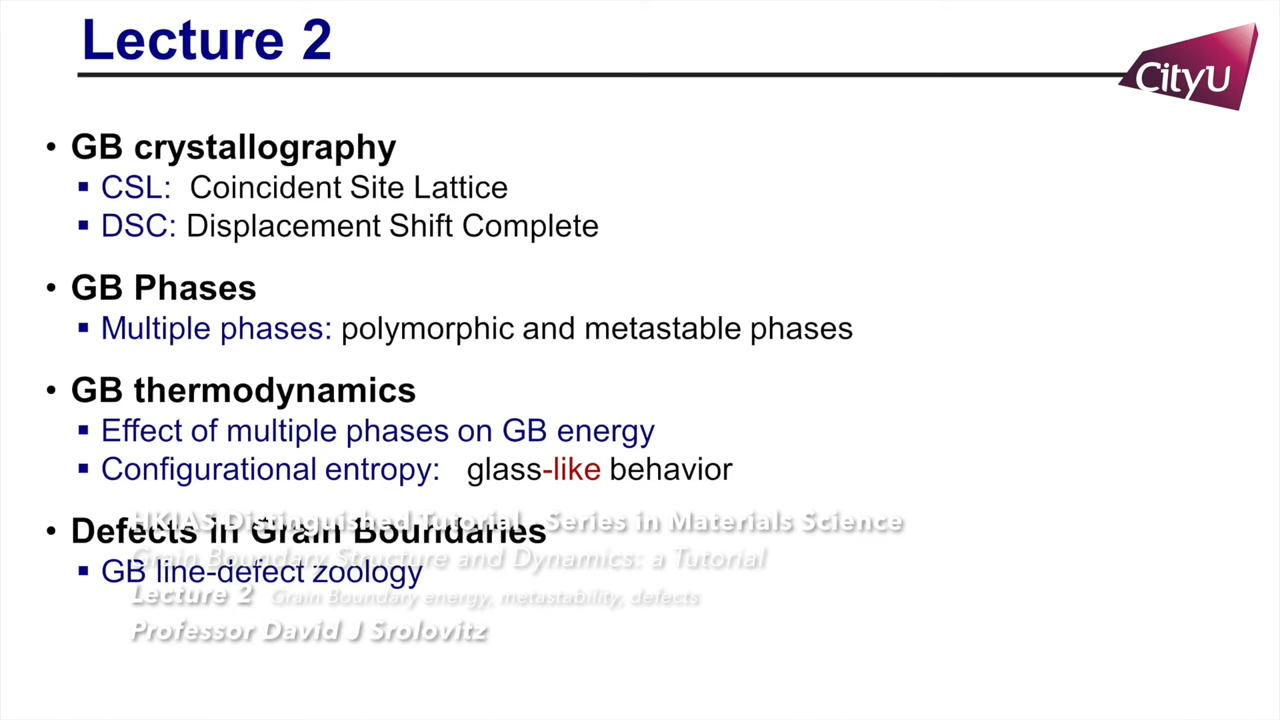 Lecture 2
CityU
• GB crystallography
▪ CSL: Coincident Site Lattice
▪ DSC: Displacement Shift Complete
• GB Phases
▪ Multiple phases: polymorphic and metastable phases
• GB thermodynamics
▪ Effect of multiple phases on GB energy
▪ Configurational entropy: glass-like behavior
• Defects in Grain Boundaries
HKIAS Distinguished Tutorial Series in Materials Science
Grain Boundary Structure and Dynamics: a Tutorial
▪ GB line-defect zoology
Lecture 2 Grain Boundary energy, metastability, defects
Professor David J Srolovitz